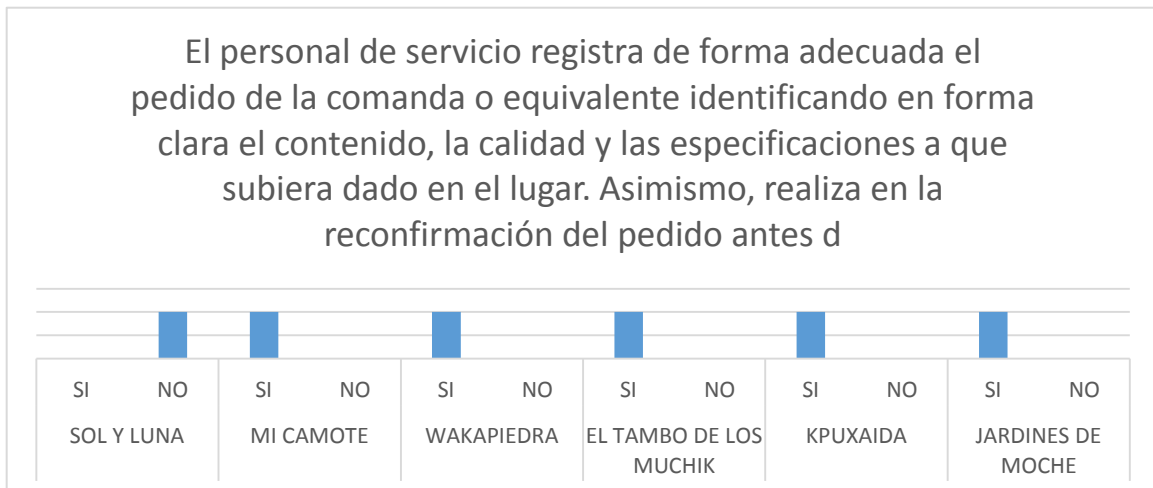 El personal de servicio registra de forma adecuada el
pedido de la comanda o equivalente identificando en forma
clara el contenido, la calidad y las especificaciones a que
subiera dado en el lugar. Asimismo, realiza en la
reconfirmación del pedido antes d
SI NO SI NO SI NO SI NO SI NO SI NO
SOL Y LUNA MI CAMOTE WAKAPIEDRA EL TAMBO DE LOS KPUXAIDA JARDINES DE
MUCHIK MOCHE